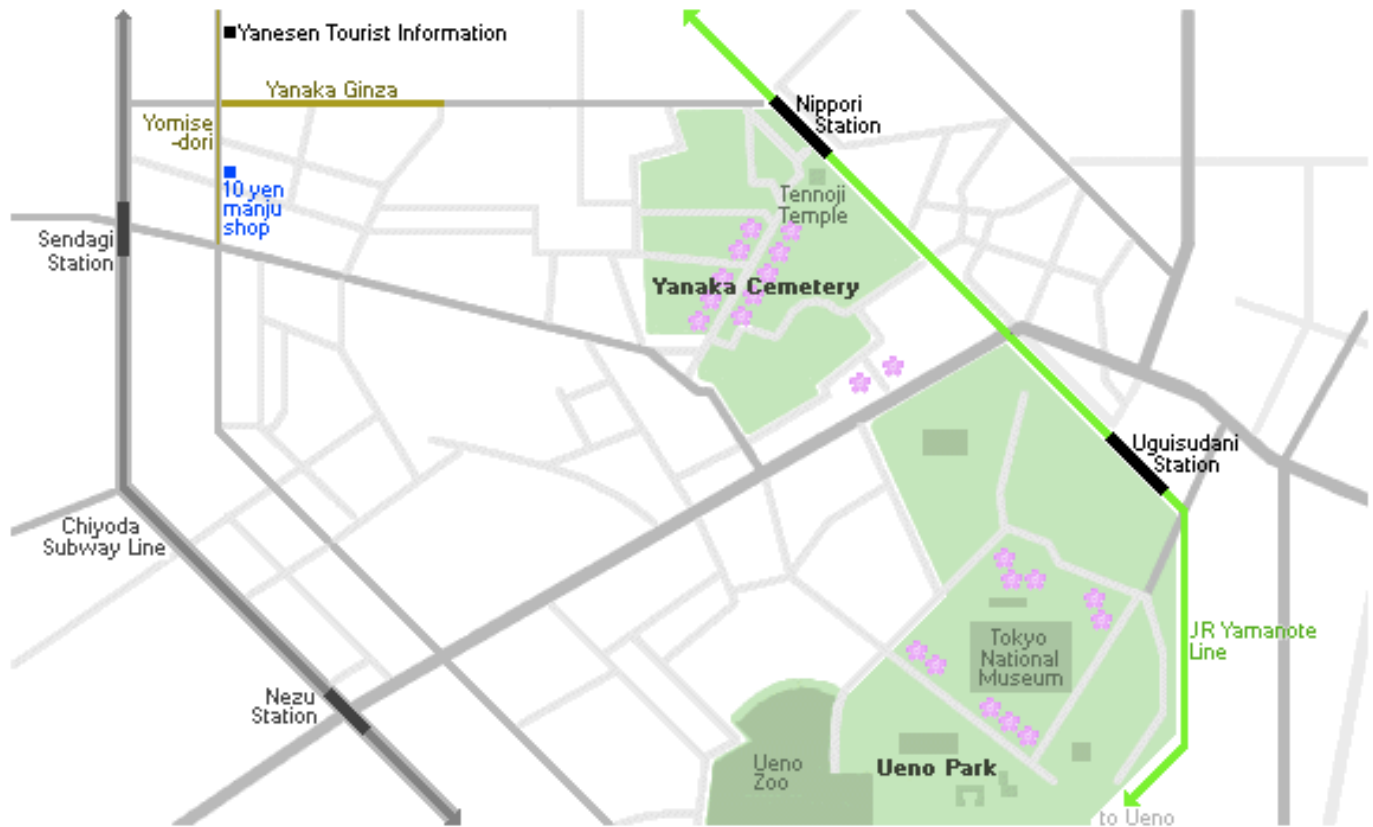 Yanesen Tourist Information
Yanaka Ginza
Yomise
-dori
10 yen
manju
shop
Nippori
Station
Tennoji
Temple
Sendagi
Station
Yanaka Cemetery
Uguisudani
Station
Chiyoda
Subway Line
Tokyo
National
Museum
JR Yamanote
Line
Nezu
Station
Ueno
Zoo
Ueno Park
to Ueno